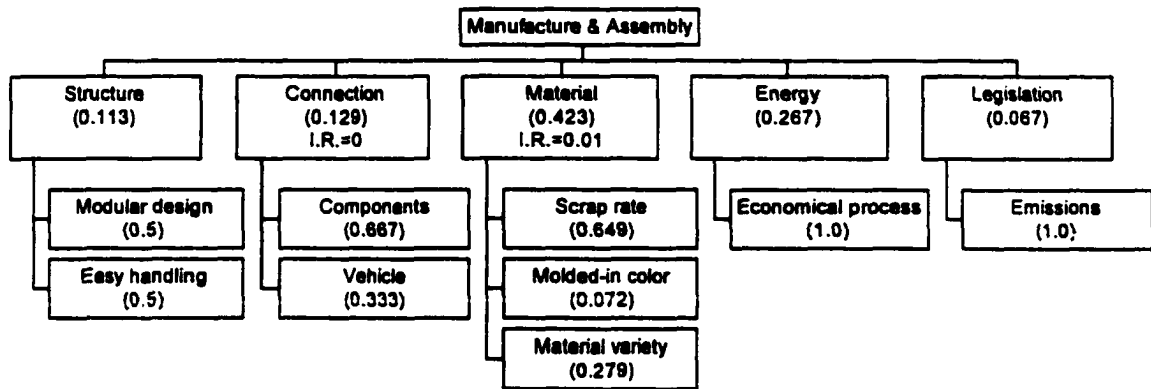 Manufacture & Assembly
Structure
(0.113)
Connection
(0.129)
I.R.=0
Material
(0.423)
I.R.=0.01
Energy
(0.267)
Legislation
(0.067)
Modular design
(0.5)
Easy handling
(0.5)
Components
(0.667)
Vehicle
(0.333)
Scrap rate
(0.649)
Molded-in color
(0.072)
Material variety
(0.279)
Economical process
(1.0)
Emissions
(1.0)